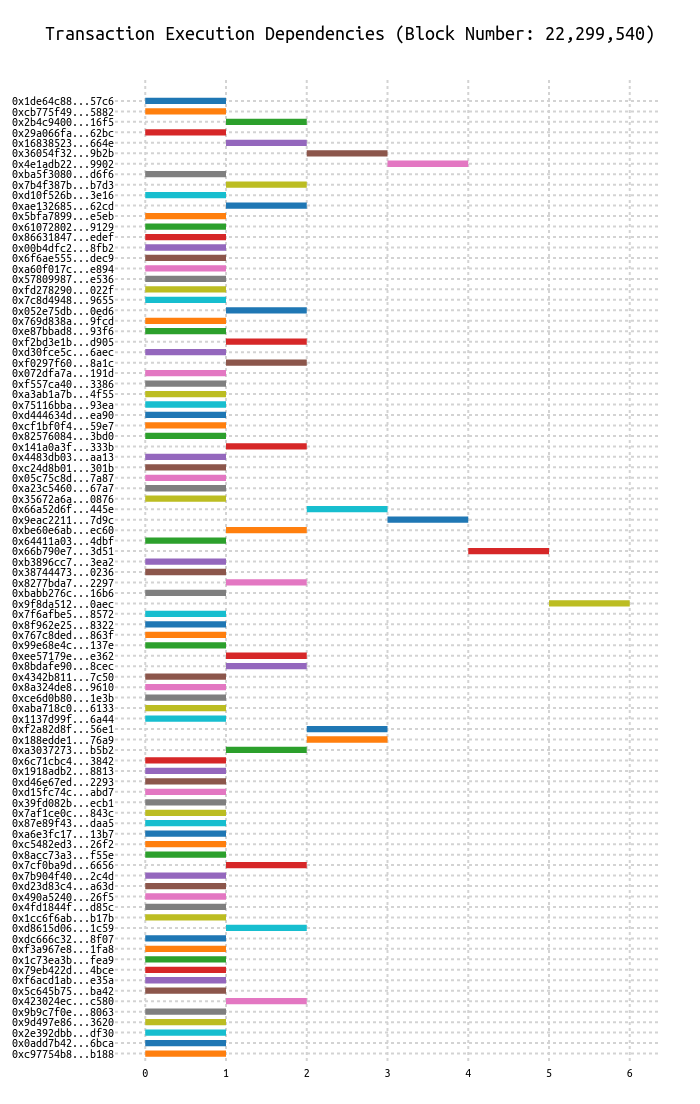 Transaction Execution Dependencies (Block Number: 22,299,540)
0x1de64c88...57c6
0xcb775f49...5882
0x2b4c9400...16f5
0x29a066fa...62bc
0x16838523...664e
0x36054f32...9b2b
0x4e1adb22...9902
0xba5f3080...d6f6
0x7b4f387b...b7d3
0xd10f526b...3e16
0xae132685...62cd
0x5bfa7899...e5eb
0x61072802...9129
0x86631847...edef
0x00b4dfc2...8fb2
0x6f6ae555...dec9
0xa60f017c...e894
0x57809987...e536
0xfd278290...022f
0x7c8d4948...9655
0x052e75db...0ed6
0x769d838a...9fcd
0xe87bbad8...93f6
0xf2bd3e1b...d905
0xd30fce5c...6aec
0xf0297f60...8a1c
0x072dfa7a...191d
0xf557ca40...3386
0xa3ab1a7b...4f55
0x75116bba...93ea
0xd444634d...ea90
0xcf1bf0f4...59e7
0x82576084...3bd0
0x141a0a3f...333b
0x4483db03...aa13
0xc24d8b01...301b
0x05c75c8d...7a87
0xa23c5460...67a7
0x35672a6a...0876
0x66a52d6f...445e
0x9eac2211...7d9c
0xbe60e6ab...ec60
0x64411a03...4dbf
0x66b790e7...3d51
0xb3896cc7...3ea2
0x38744473...0236
0x8277bda7...2297
0xbabb276c...16b6
0x9f8da512...0aec
0x7f6afbe5...8572
0x8f962e25...8322
0x767c8ded...863f
0x99e68e4c...137e
0xee57179e...e362
0x8bdafe90...8cec
0x4342b811...7c50
0x8a324de8...9610
0xce6d0b80...1e3b
0xaba718c0...6133
0x1137d99f...6a44
0xf2a82d8f...56e1
0x188edde1...76a9
0xa3037273...b5b2
0x6c71cbc4...3842
0x1918adb2...8813
0xd46e67ed...2293
0xd15fc74c...abd7
0x39fd082b...ecb1
0x7af1ce0c...843c
0x87e89f43...daa5
0xa6e3fc17...13b7
0xc5482ed3...26f2
0x8acc73a3...f55e
0x7cf0ba9d...6656
0x7b904f40...2c4d
0xd23d83c4...a63d
0x490a5240...26f5
0x4fd1844f...d85c
0x1cc6f6ab...b17b
0xd8615d06...1c59
0xdc666c32...8f07
0xf3a967e8...1fa8
0x1c73ea3b...fea9
0x79eb422d...4bce
0xf6acd1ab...e35a
0x5c645b75...ba42
0x423024ec...c580
0x9b9c7f0e...8063
0x9d497e86...3620
0x2e392dbb...df30
0x0add7b42...6bca
0xc97754b8...b188
0 1 2 3 4 5 6